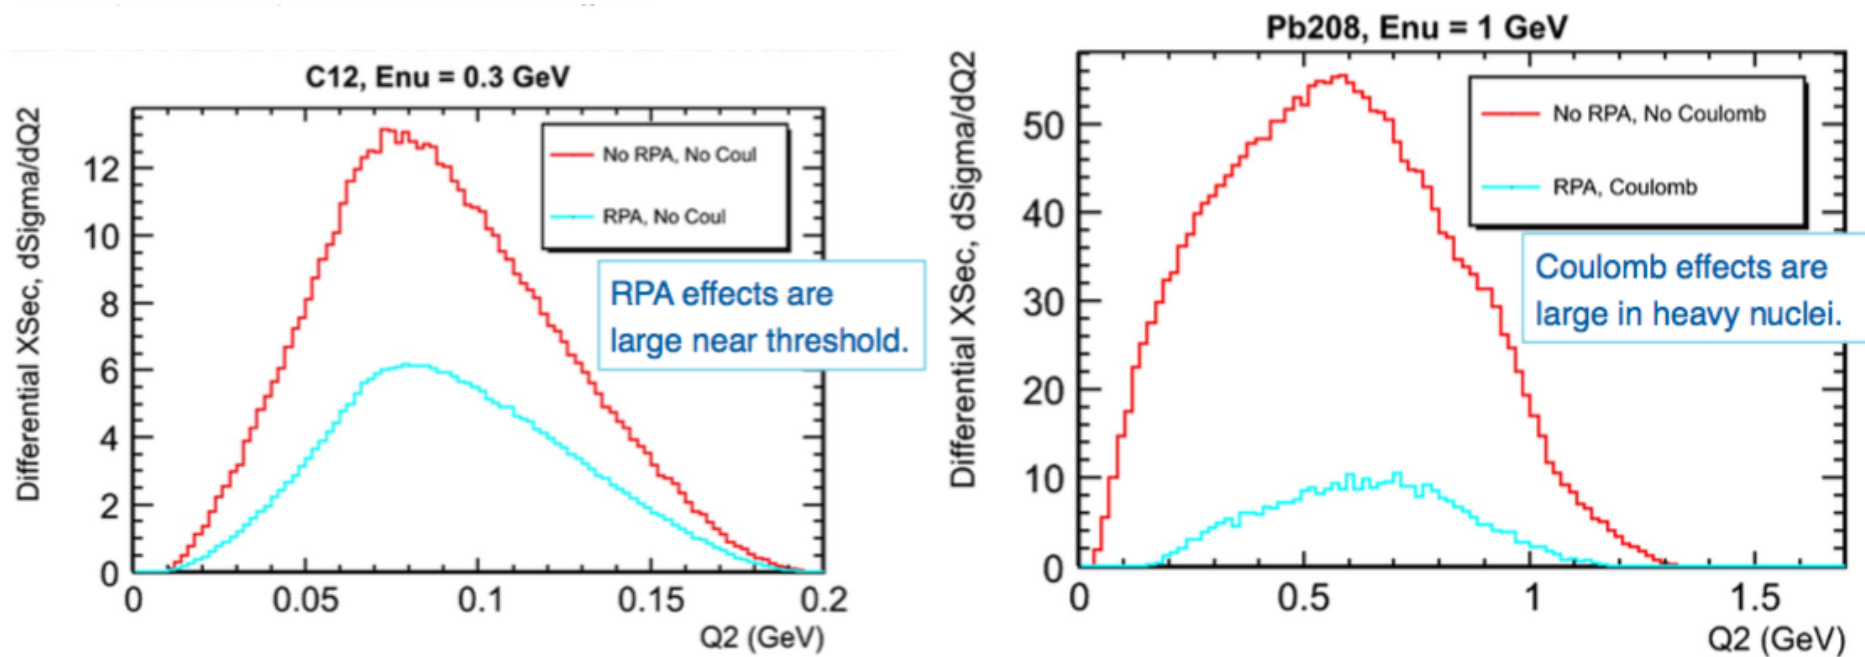 C12, Enu = 0.3 GeV
Differential XSec, dSigma/dQ2
12
10
8
6
4
2
0
0
0.05
0.1
0.15
0.2
Q2 (GeV)
No RPA, No Coul
RPA, No Coul
RPA effects are
large near threshold.
Pb208, Enu = 1 GeV
Differential XSec, dSigma/dQ2
50
40
30
20
10
0
0
0.5
1
1.5
Q2 (GeV)
No RPA, No Coulomb
RPA, Coulomb
Coulomb effects are
large in heavy nuclei.